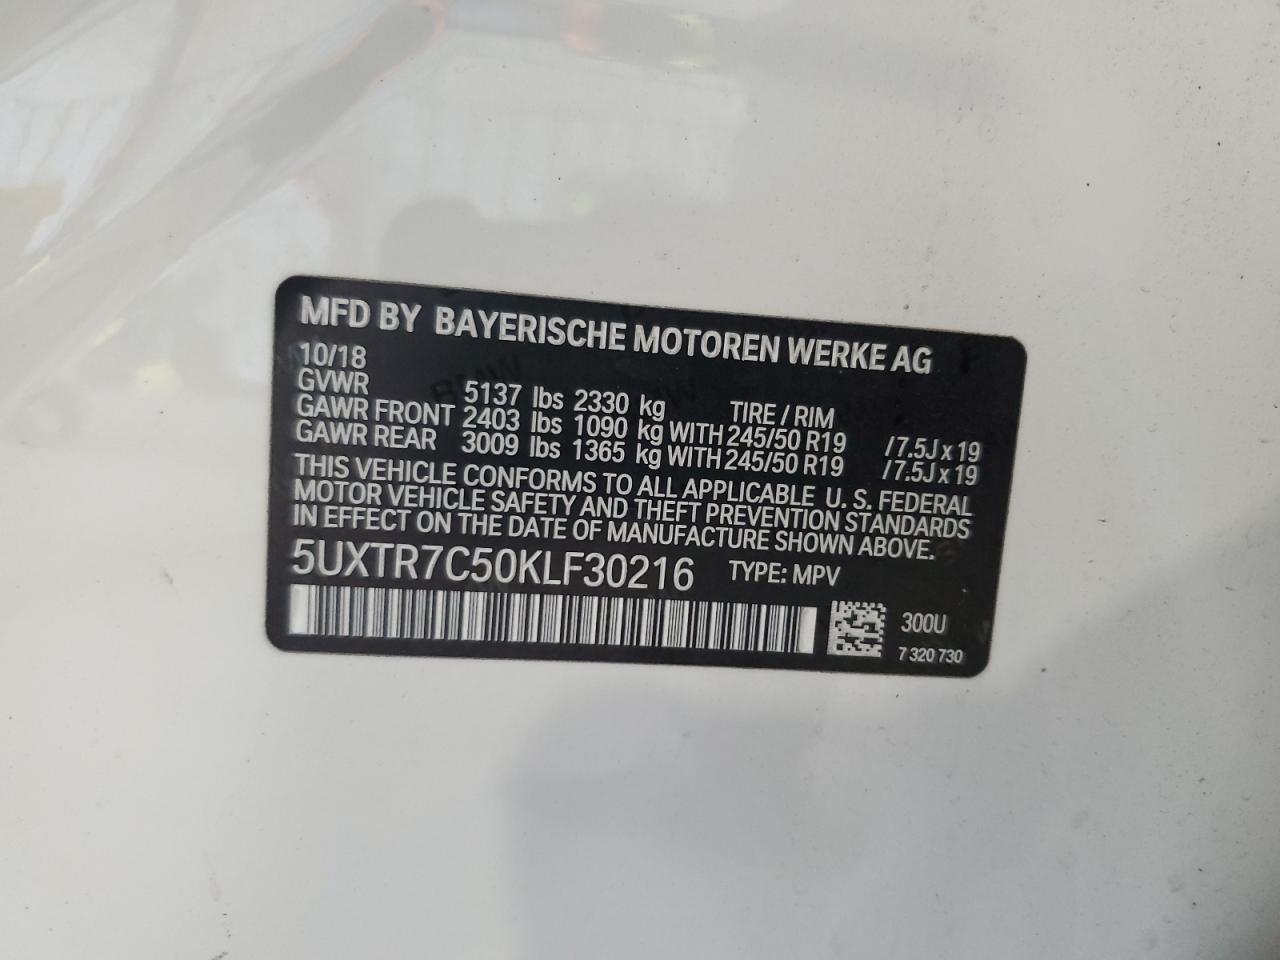 MFD BY BAYERISCHE MOTOREN WERKE AG
10/18
GVWR 5137 lbs 2330 kg TIRE / RIM
GAWR FRONT 2403 lbs 1090 kg WITH 245/50 R19 /7.5J x 19
GAWR REAR 3009 lbs 1365 kg WITH 245/50 R19 /7.5J x 19
THIS VEHICLE CONFORMS TO ALL APPLICABLE U. S. FEDERAL
MOTOR VEHICLE SAFETY AND THEFT PREVENTION STANDARDS
IN EFFECT ON THE DATE OF MANUFACTURE SHOWN ABOVE.
5UXTR7C50KLF30216 TYPE: MPV
300U
7 320 730